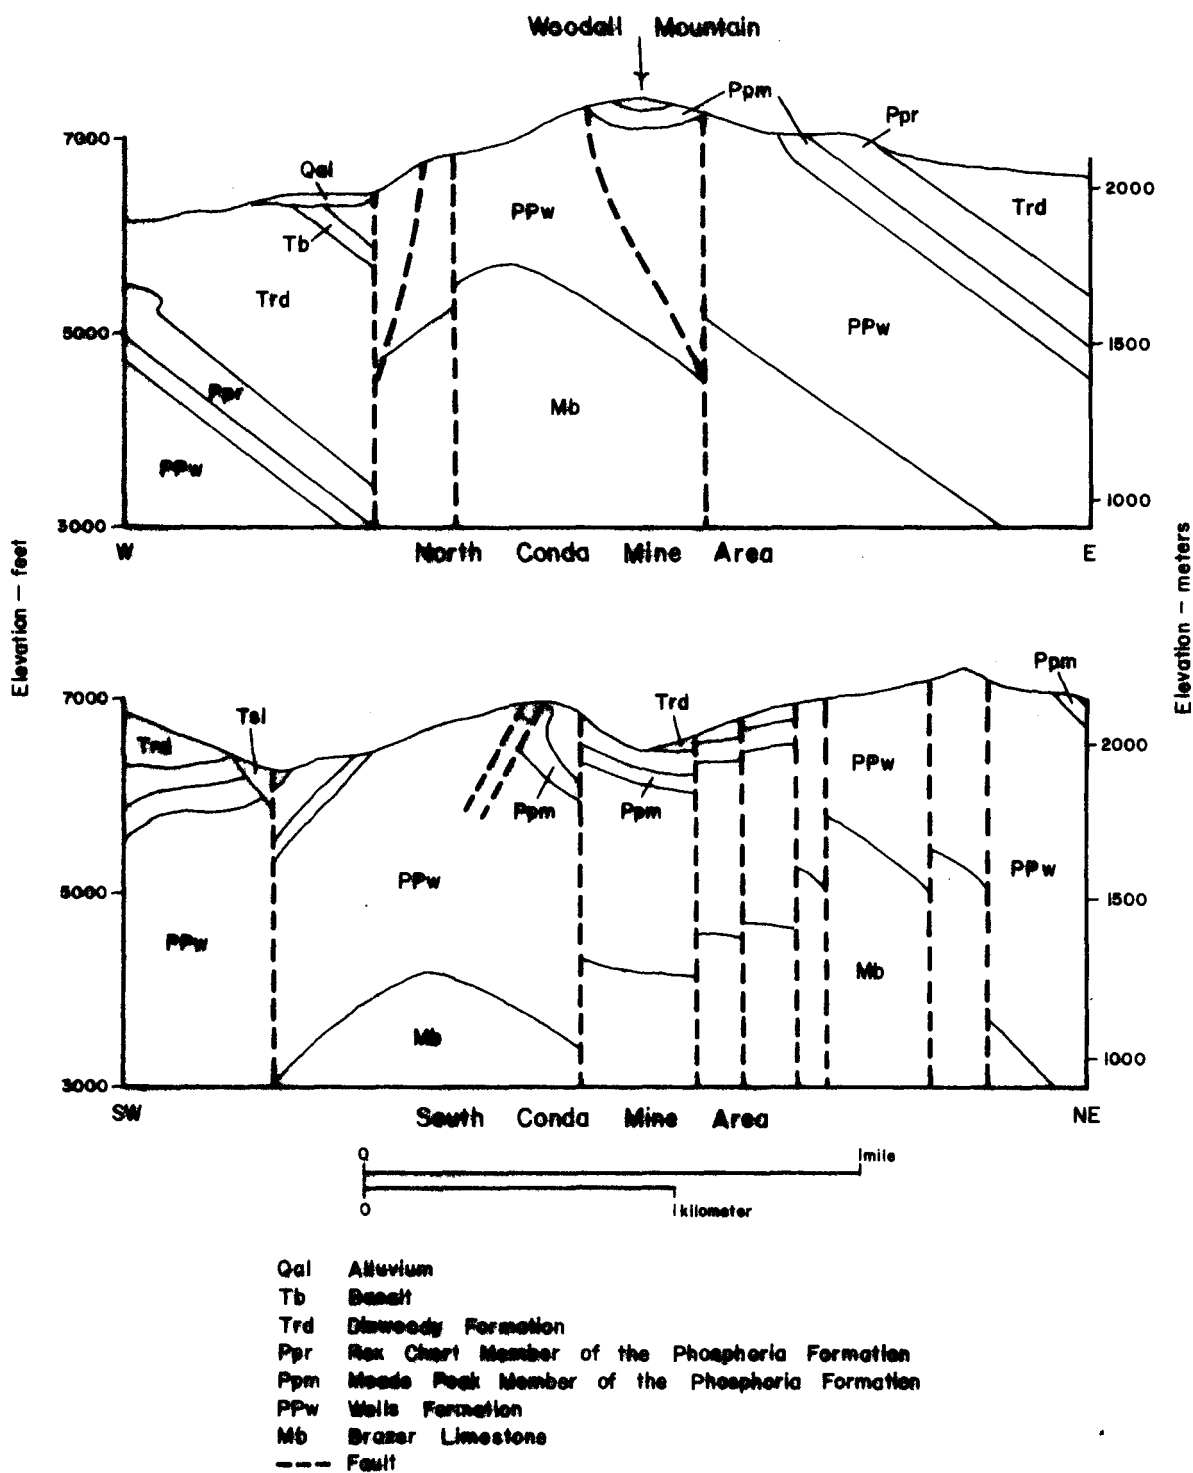 Woodall Mountain
Ppm
Ppr
7000
Qal
2000
PPw
Trd
Tb
Trd
5000
PPw
1500
Ppr
Mb
PPw
1000
3000
W
North Conda Mine Area
E
Elevation — feet
Elevation — meters
Ppm
7000
Tsl
Trd
Trd
2000
PPw
Ppm
Ppm
PPw
PPw
5000
1500
PPw
Mb
Mb
1000
3000
SW
South Conda Mine Area
NE
0 1 mile
0 1 kilometer
Qal Alluvium
Tb Basalt
Trd Dinwoody Formation
Ppr Rex Chert Member of the Phosphoria Formation
Ppm Meade Peak Member of the Phosphoria Formation
PPw Wells Formation
Mb Brazer Limestone
--- Fault